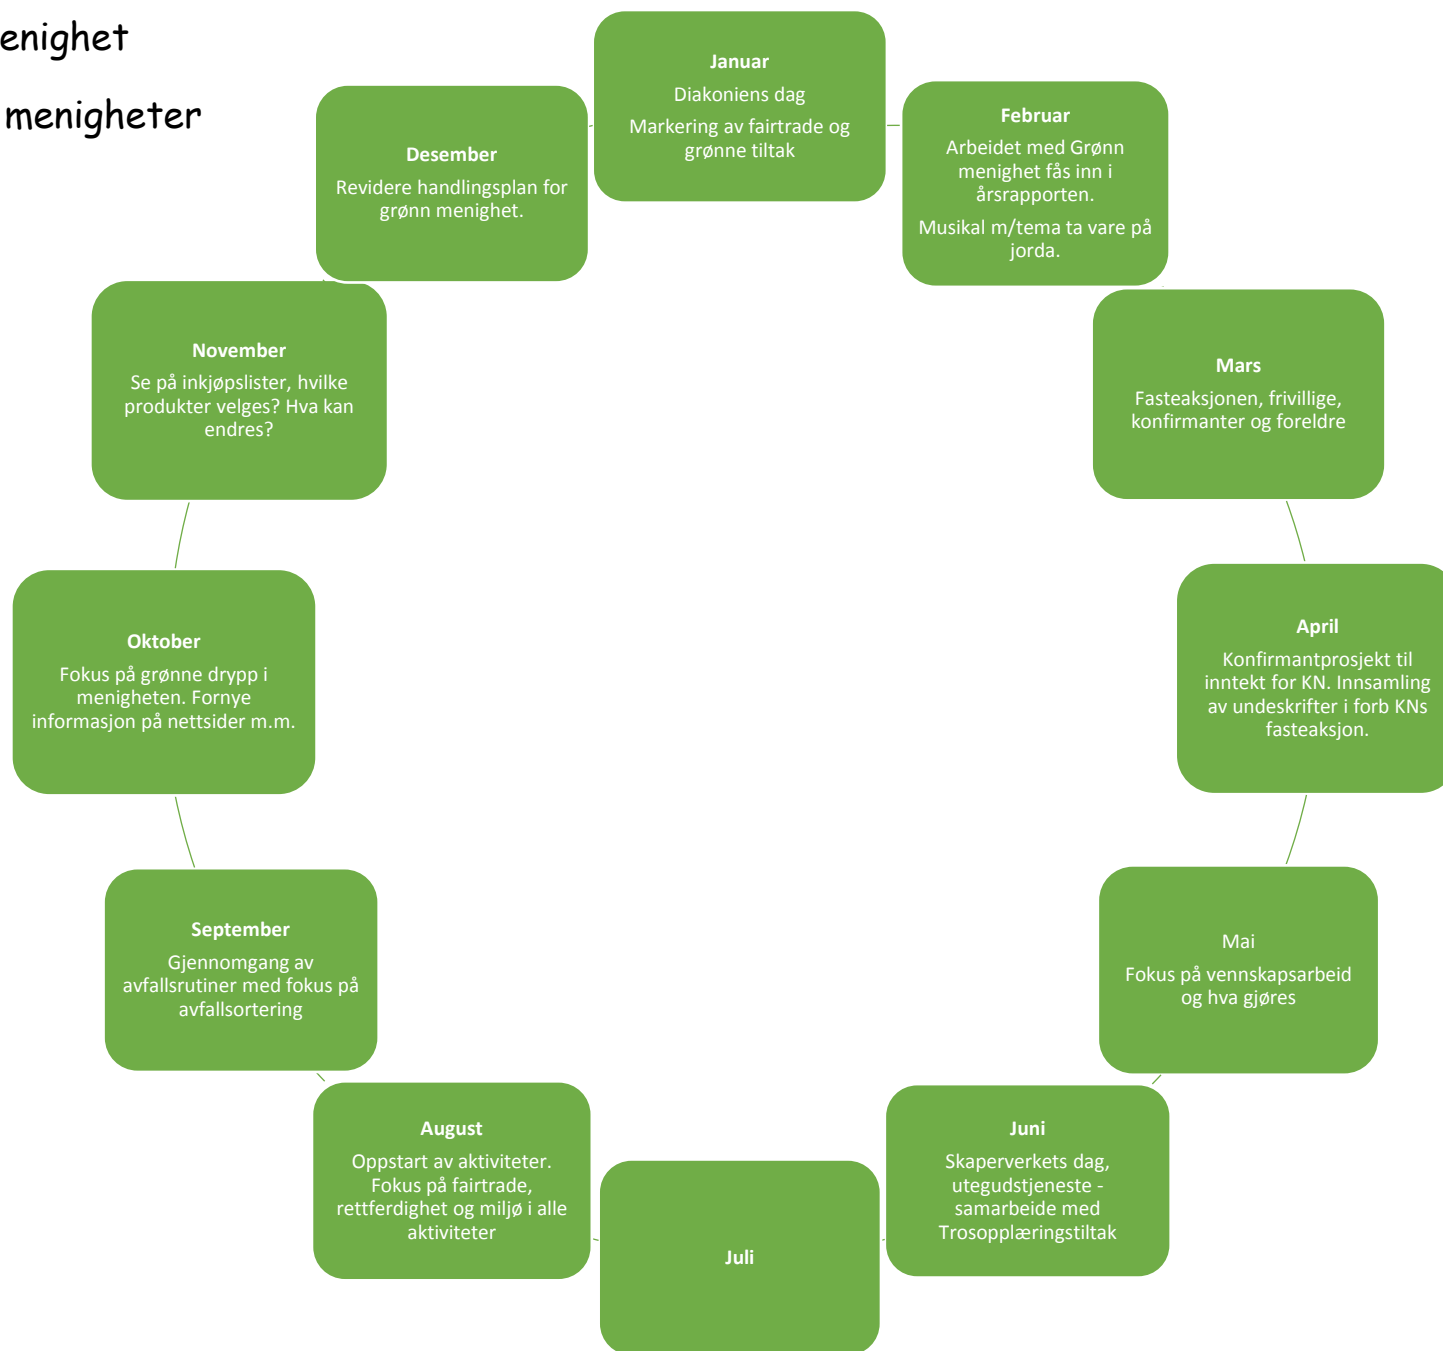 enighet
menigheter
Januar
Diakoniens dag
Markering av fairtrade og
grønne tiltak
Februar
Arbeidet med Grønn
menighet fås inn i
årsrapporten.
Musikal m/tema ta vare på
jorda.
Mars
Fasteaksjonen, frivillige,
konfirmanter og foreldre
April
Konfirmantprosjekt til
inntekt for KN. Innsamling
av undeskrifter i forb KNs
fasteaksjon.
Mai
Fokus på vennskapsarbeid
og hva gjøres
Juni
Skaperverkets dag,
utegudstjeneste -
samarbeide med
Trosopplæringstiltak
Juli
August
Oppstart av aktiviteter.
Fokus på fairtrade,
rettferdighet og miljø i alle
aktiviteter
September
Gjennomgang av
avfallsrutiner med fokus på
avfallsortering
Oktober
Fokus på grønne drypp i
menigheten. Fornye
informasjon på nettsider m.m.
November
Se på inkjøpslister, hvilke
produkter velges? Hva kan
endres?
Desember
Revidere handlingsplan for
grønn menighet.